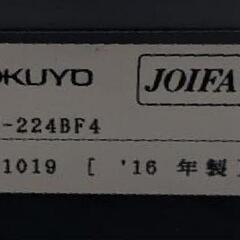 OKUYO JOIFA
-224BF4
1019 [ '16 年製